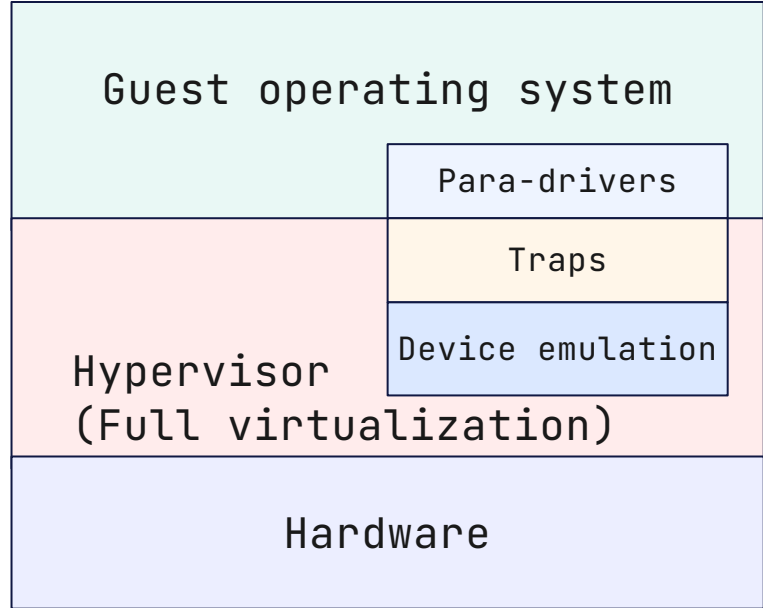 Guest operating system
Para-drivers
Traps
Device emulation
Hypervisor
(Full virtualization)
Hardware